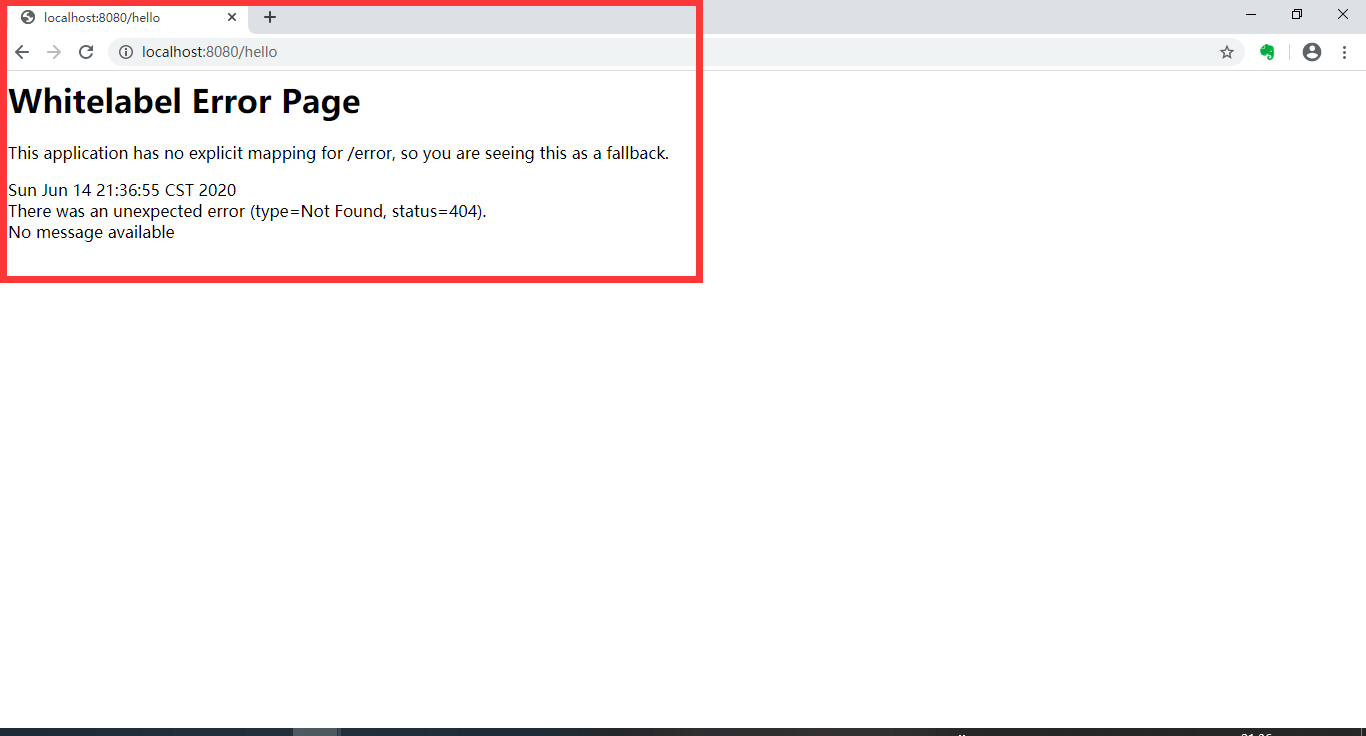 localhost:8080/hello
localhost:8080/hello
Whitelabel Error Page
This application has no explicit mapping for /error, so you are seeing this as a fallback.
Sun Jun 14 21:36:55 CST 2020
There was an unexpected error (type=Not Found, status=404).
No message available